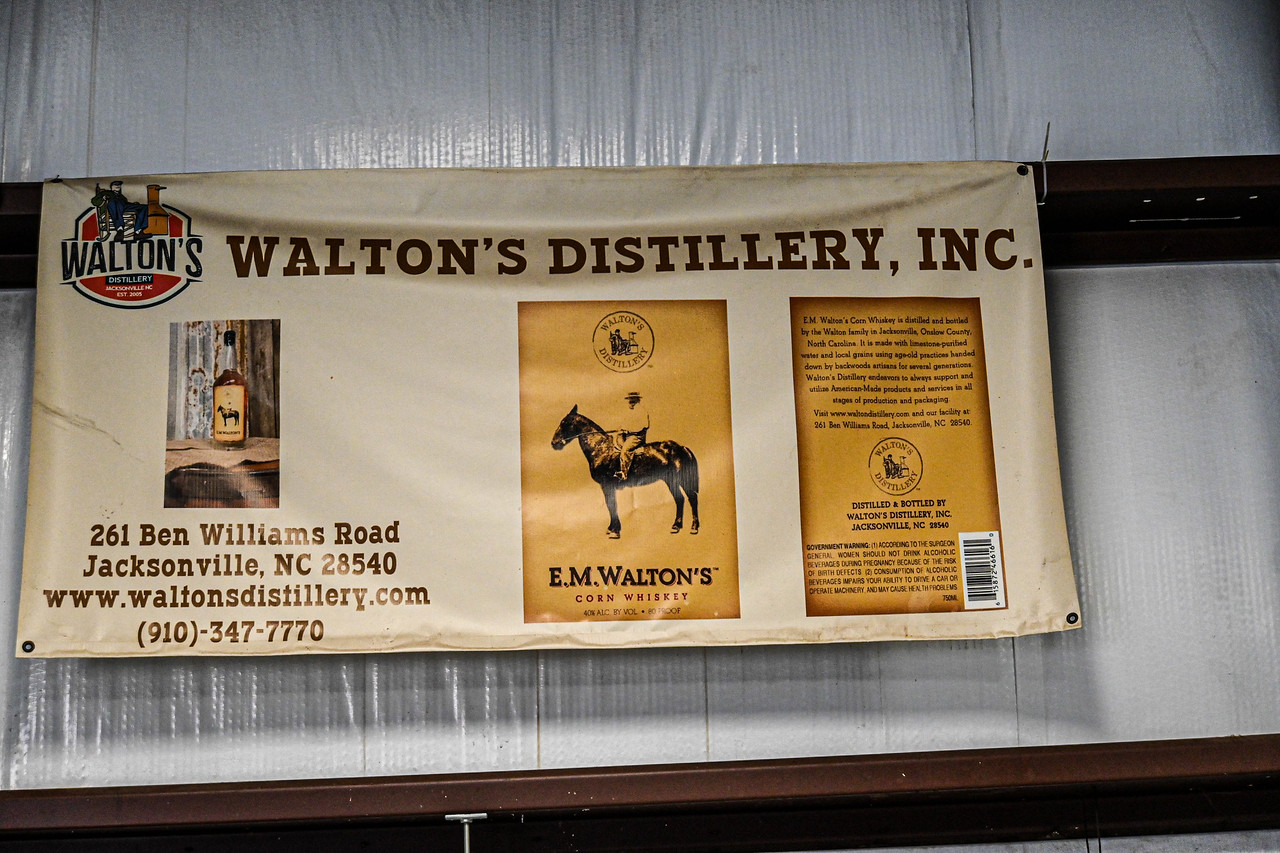 WALTON'S
DISTILLERY
JACKSONVILLE NC
EST. 2005
WALTON'S DISTILLERY, INC.
E.M.WALTON'S
261 Ben Williams Road
Jacksonville, NC 28540
www.waltonsdistillery.com
(910)-347-7770
WALTON'S
DISTILLERY
E.M.WALTON'S™
CORN WHISKEY
40% ALC. BY VOL. • 80 PROOF
E.M. Walton's Corn Whiskey is distilled and bottled
by the Walton family in Jacksonville, Onslow County,
North Carolina. It is made with limestone-purified
water and local grains using age-old practices handed
down by backwoods artisans for several generations.
Walton's Distillery endeavors to always support and
utilize American-Made products and services in all
stages of production and packaging.
Visit www.waltondistillery.com and our facility at:
261 Ben Williams Road, Jacksonville, NC 28540.
WALTON'S
DISTILLERY
DISTILLED & BOTTLED BY
WALTON'S DISTILLERY, INC.
JACKSONVILLE, NC 28540
GOVERNMENT WARNING: (1) ACCORDING TO THE SURGEON
GENERAL, WOMEN SHOULD NOT DRINK ALCOHOLIC
BEVERAGES DURING PREGNANCY BECAUSE OF THE RISK
OF BIRTH DEFECTS. (2) CONSUMPTION OF ALCOHOLIC
BEVERAGES IMPAIRS YOUR ABILITY TO DRIVE A CAR OR
OPERATE MACHINERY, AND MAY CAUSE HEALTH PROBLEMS
750ML